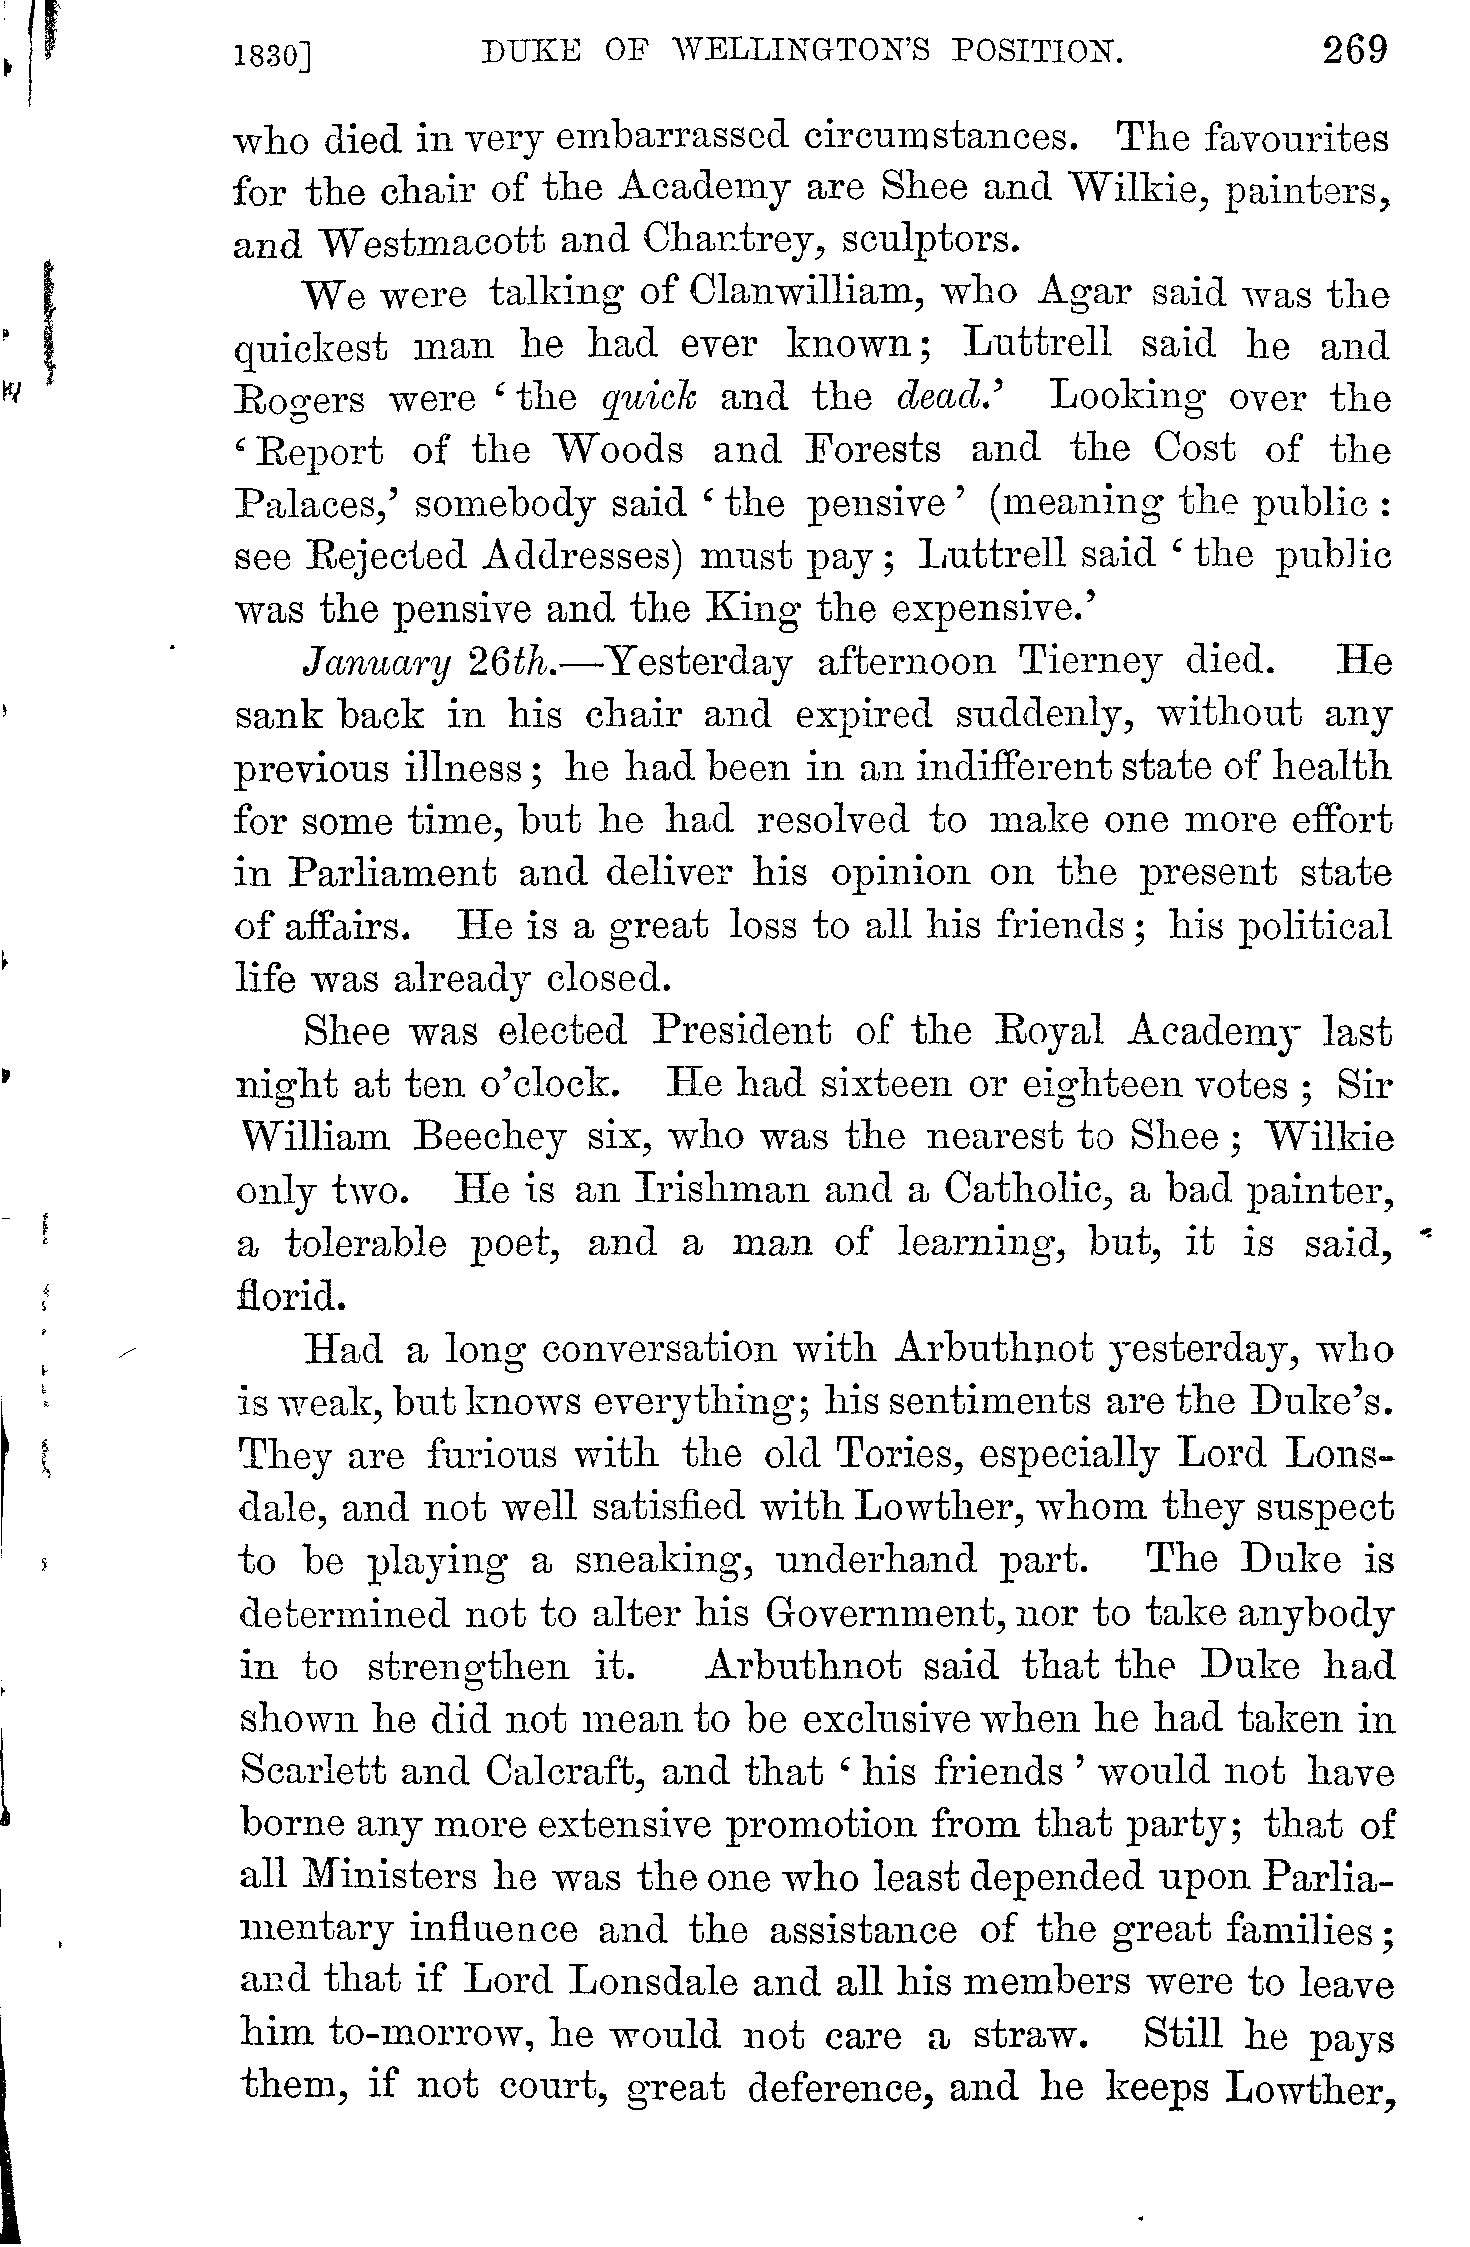 1830] DUKE OF WELLINGTON'S POSITION. 269
who died in very embarrassed circumstances. The favourites
for the chair of the Academy are Shee and Wilkie, painters,
and Westmacott and Chantrey, sculptors.
We were talking of Clanwilliam, who Agar said was the
quickest man he had ever known; Luttrell said he and
Rogers were ‘the quick and the dead.’ Looking over the
‘Report of the Woods and Forests and the Cost of the
Palaces,’ somebody said ‘the pensive’ (meaning the public:
see Rejected Addresses) must pay; Luttrell said ‘the public
was the pensive and the King the expensive.’
January 26th.—Yesterday afternoon Tierney died. He
sank back in his chair and expired suddenly, without any
previous illness; he had been in an indifferent state of health
for some time, but he had resolved to make one more effort
in Parliament and deliver his opinion on the present state
of affairs. He is a great loss to all his friends; his political
life was already closed.
Shee was elected President of the Royal Academy last
night at ten o’clock. He had sixteen or eighteen votes; Sir
William Beechey six, who was the nearest to Shee; Wilkie
only two. He is an Irishman and a Catholic, a bad painter,
a tolerable poet, and a man of learning, but, it is said,
florid.
Had a long conversation with Arbuthnot yesterday, who
is weak, but knows everything; his sentiments are the Duke’s.
They are furious with the old Tories, especially Lord Lons-
dale, and not well satisfied with Lowther, whom they suspect
to be playing a sneaking, underhand part. The Duke is
determined not to alter his Government, nor to take anybody
in to strengthen it. Arbuthnot said that the Duke had
shown he did not mean to be exclusive when he had taken in
Scarlett and Calcraft, and that ‘his friends’ would not have
borne any more extensive promotion from that party; that of
all Ministers he was the one who least depended upon Parlia-
mentary influence and the assistance of the great families;
and that if Lord Lonsdale and all his members were to leave
him to-morrow, he would not care a straw. Still he pays
them, if not court, great deference, and he keeps Lowther,